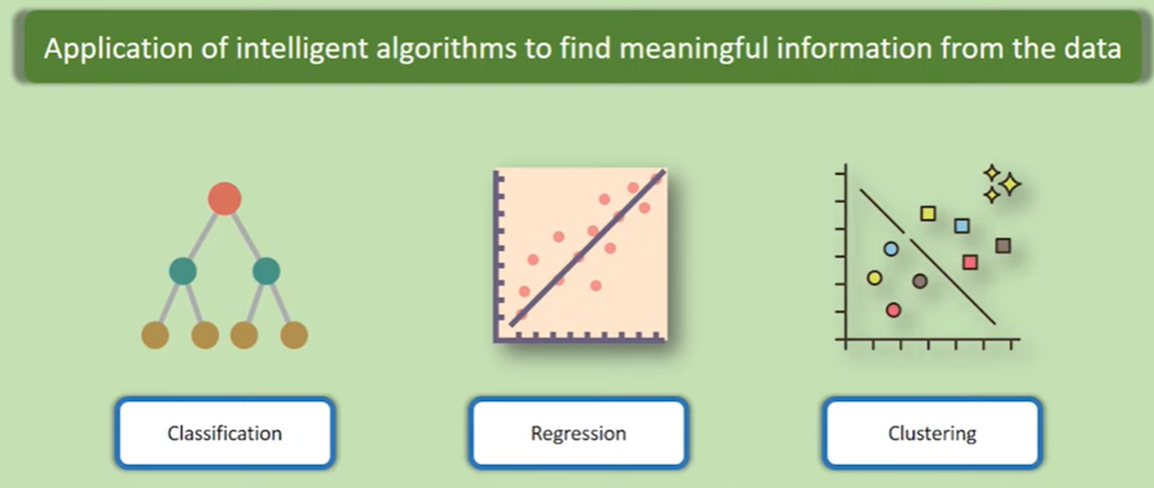 Application of intelligent algorithms to find meaningful information from the data
Classification
Regression
Clustering